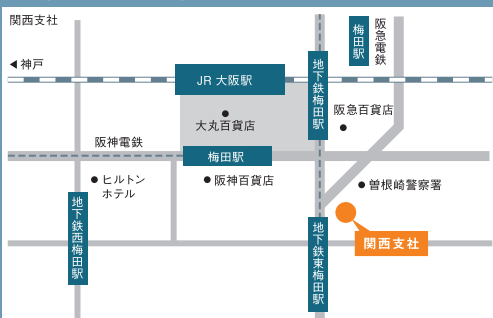 関西支社
梅田駅
阪急電鉄
◀神戸
JR 大阪駅
地下鉄梅田駅
大丸百貨店
阪急百貨店
阪神電鉄
梅田駅
ヒルトン
ホテル
阪神百貨店
曽根崎警察署
地下鉄西梅田駅
地下鉄東梅田駅
関西支社